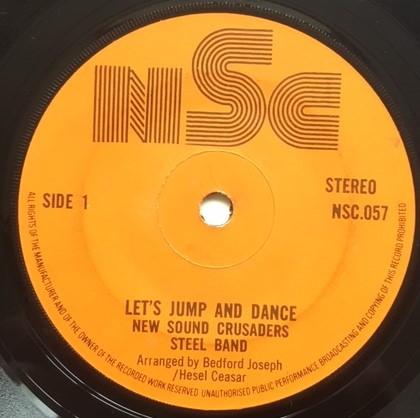 NSC
SIDE 1
STEREO
NSC.057
LET'S JUMP AND DANCE
NEW SOUND CRUSADERS
STEEL BAND
Arranged by Bedford Joseph
/Hesel Ceasar
ALL RIGHTS OF THE MANUFACTURER AND OF THE OWNER OF THE RECORDED WORK RESERVED UNAUTHORISED PUBLIC PERFORMANCE BROADCASTING AND COPYING OF THIS RECORD PROHIBITED